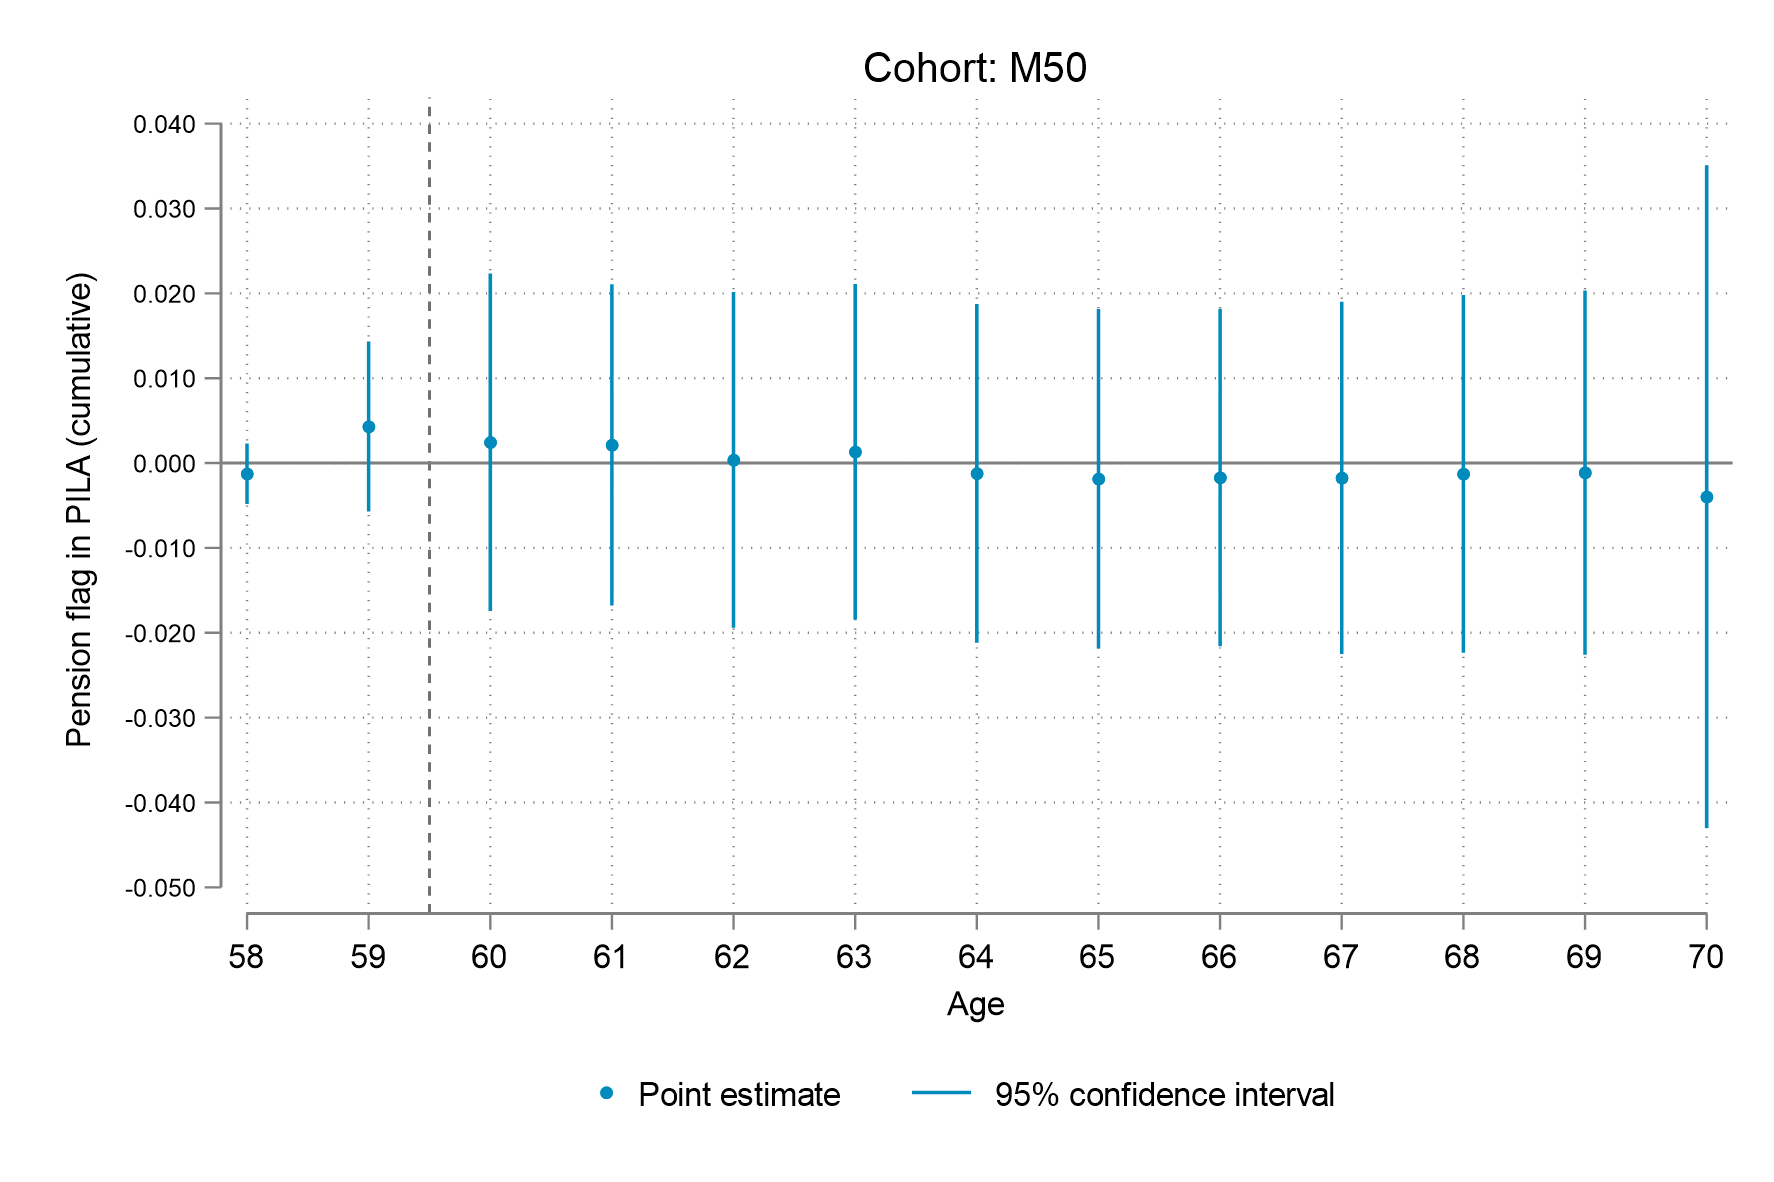 Cohort: M50
Pension flag in PILA (cumulative)
0.040
0.030
0.020
0.010
0.000
-0.010
-0.020
-0.030
-0.040
-0.050
58 59 60 61 62 63 64 65 66 67 68 69 70
Age
Point estimate 95% confidence interval